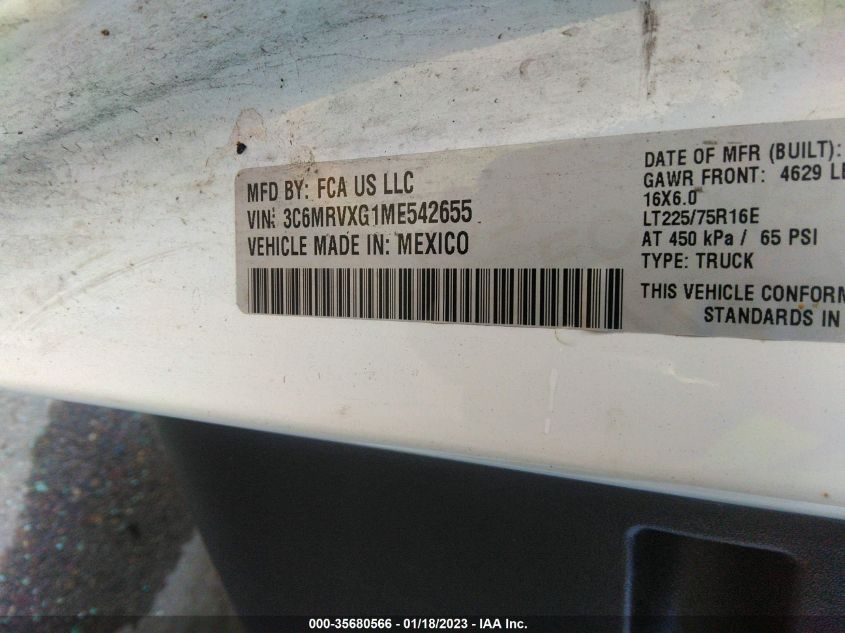 MFD BY: FCA US LLC
VIN: 3C6MRVXG1ME542655
VEHICLE MADE IN: MEXICO
DATE OF MFR (BUILT):
GAWR FRONT: 4629
16X6.0
LT225/75R16E
AT 450 kPa / 65 PSI
TYPE: TRUCK
THIS VEHICLE CONFORM
STANDARDS IN
000-35680566 - 01/18/2023 - IAA Inc.